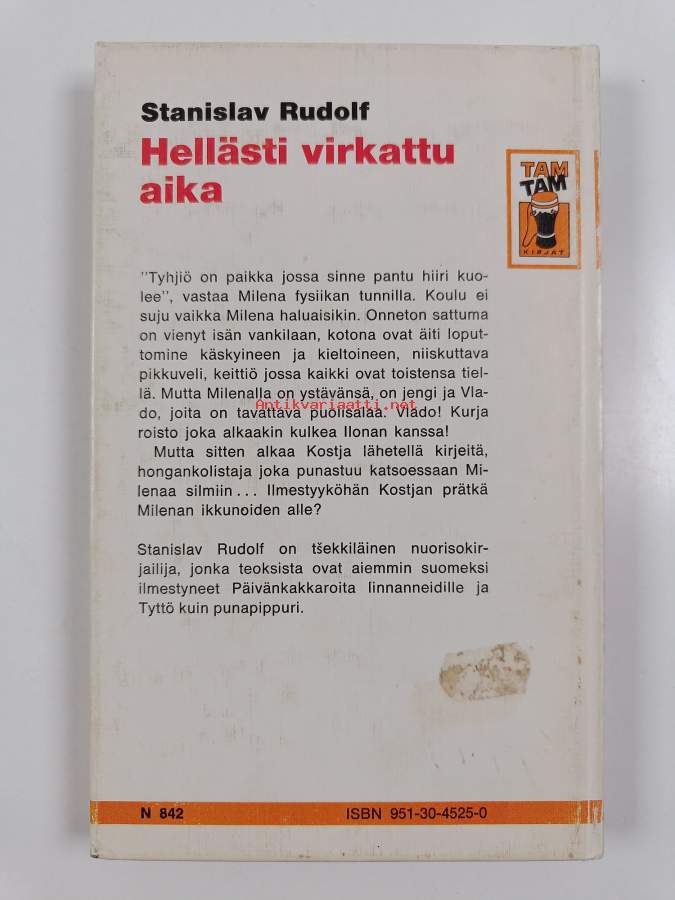 Stanislav Rudolf
Hellästi virkattu
aika
TAM
TAM
KIRJAT
"Tyhjiö on paikka jossa sinne pantu hiiri kuo-
lee", vastaa Milena fysiikan tunnilla. Koulu ei
suju vaikka Milena haluaisikin. Onneton sattuma
on vienyt isän vankilaan, kotona ovat äiti loput-
tomine käskyineen ja kieltoineen, niiskuttava
pikkuveli, keittiö jossa kaikki ovat toistensa tiel-
lä. Mutta Milenalla on ystävänsä, on jengi ja Vla-
do, joita on tavattava puolisalaa. Vlado! Kurja
Antikvariaatti.net
roisto joka alkaakin kulkea Ilonan kanssa!
Mutta sitten alkaa Kostja lähetellä kirjeitä,
hongankolistaja joka punastuu katsoessaan Mi-
lenaa silmiin... Ilmestyyköhän Kostjan prätkä
Milenan ikkunoiden alle?
Stanislav Rudolf on tšekkiläinen nuorisokir-
jailija, jonka teoksista ovat aiemmin suomeksi
ilmestyneet Päivänkakkaroita linnanneidille ja
Tyttö kuin punapippuri.
N 842
ISBN 951-30-4525-0